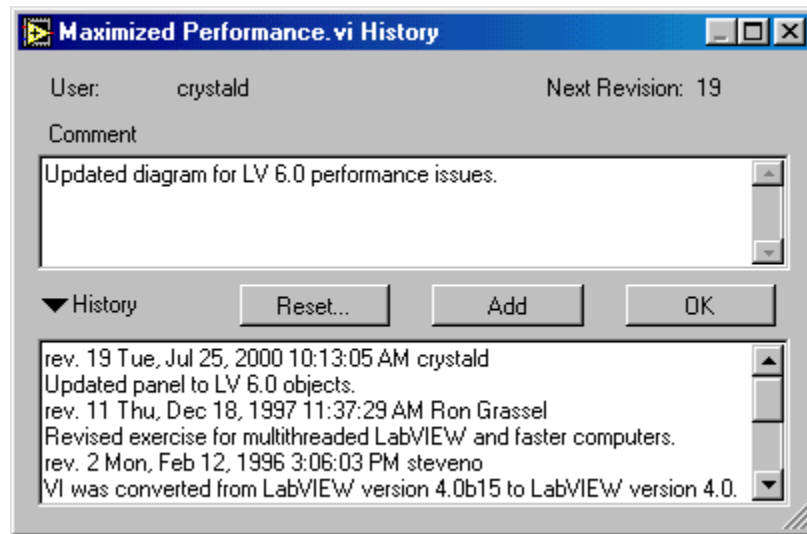 Maximized Performance.vi History
User: crystald Next Revision: 19
Comment
Updated diagram for LV 6.0 performance issues.
History Reset... Add OK
rev. 19 Tue, Jul 25, 2000 10:13:05 AM crystald
Updated panel to LV 6.0 objects.
rev. 11 Thu, Dec 18, 1997 11:37:29 AM Ron Grassel
Revised exercise for multithreaded LabVIEW and faster computers.
rev. 2 Mon, Feb 12, 1996 3:06:03 PM steveno
VI was converted from LabVIEW version 4.0b15 to LabVIEW version 4.0.